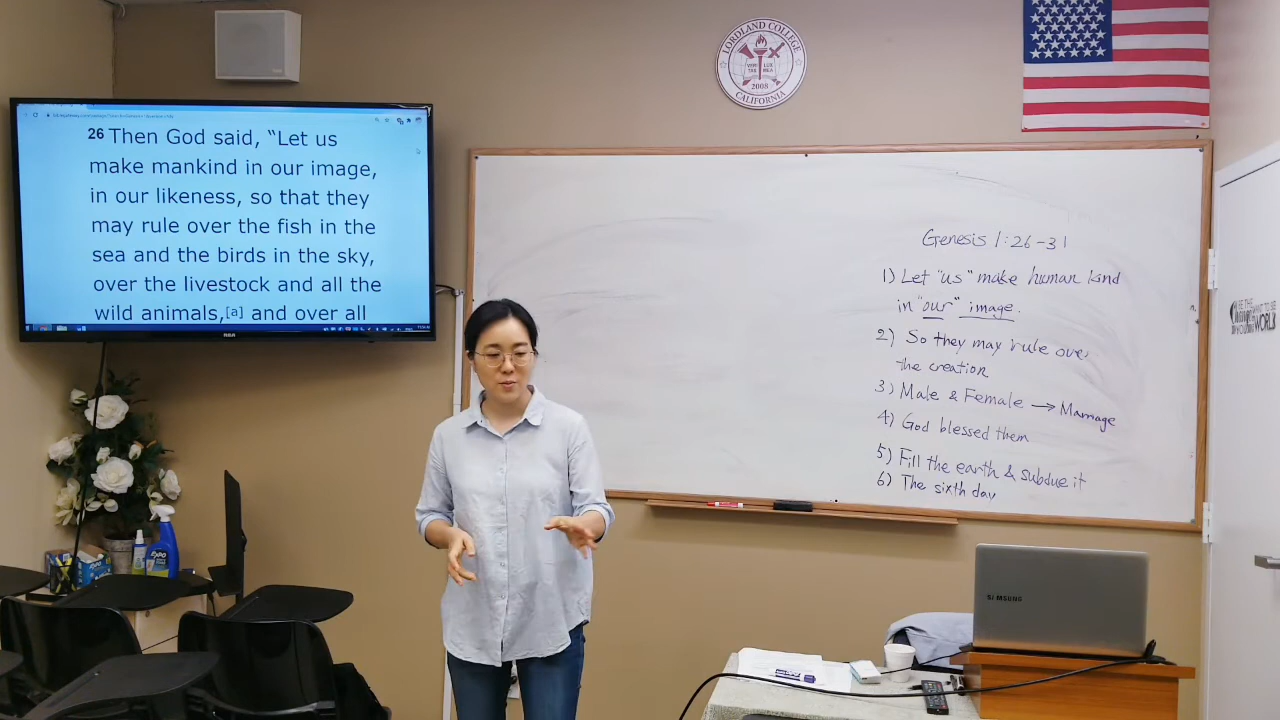 26 Then God said, “Let us
make mankind in our image,
in our likeness, so that they
may rule over the fish in the
sea and the birds in the sky,
over the livestock and all the
wild animals,[a] and over all
RCA
LORDLAND COLLEGE
2008
CALIFORNIA
Genesis 1:26-31
1) Let "us" make human kind
in "our" image.
2) So they may rule over
the creation
3) Male & Female → Marriage
4) God blessed them
5) Fill the earth & subdue it
6) The sixth day
WORLD
EXPO
SAMSUNG